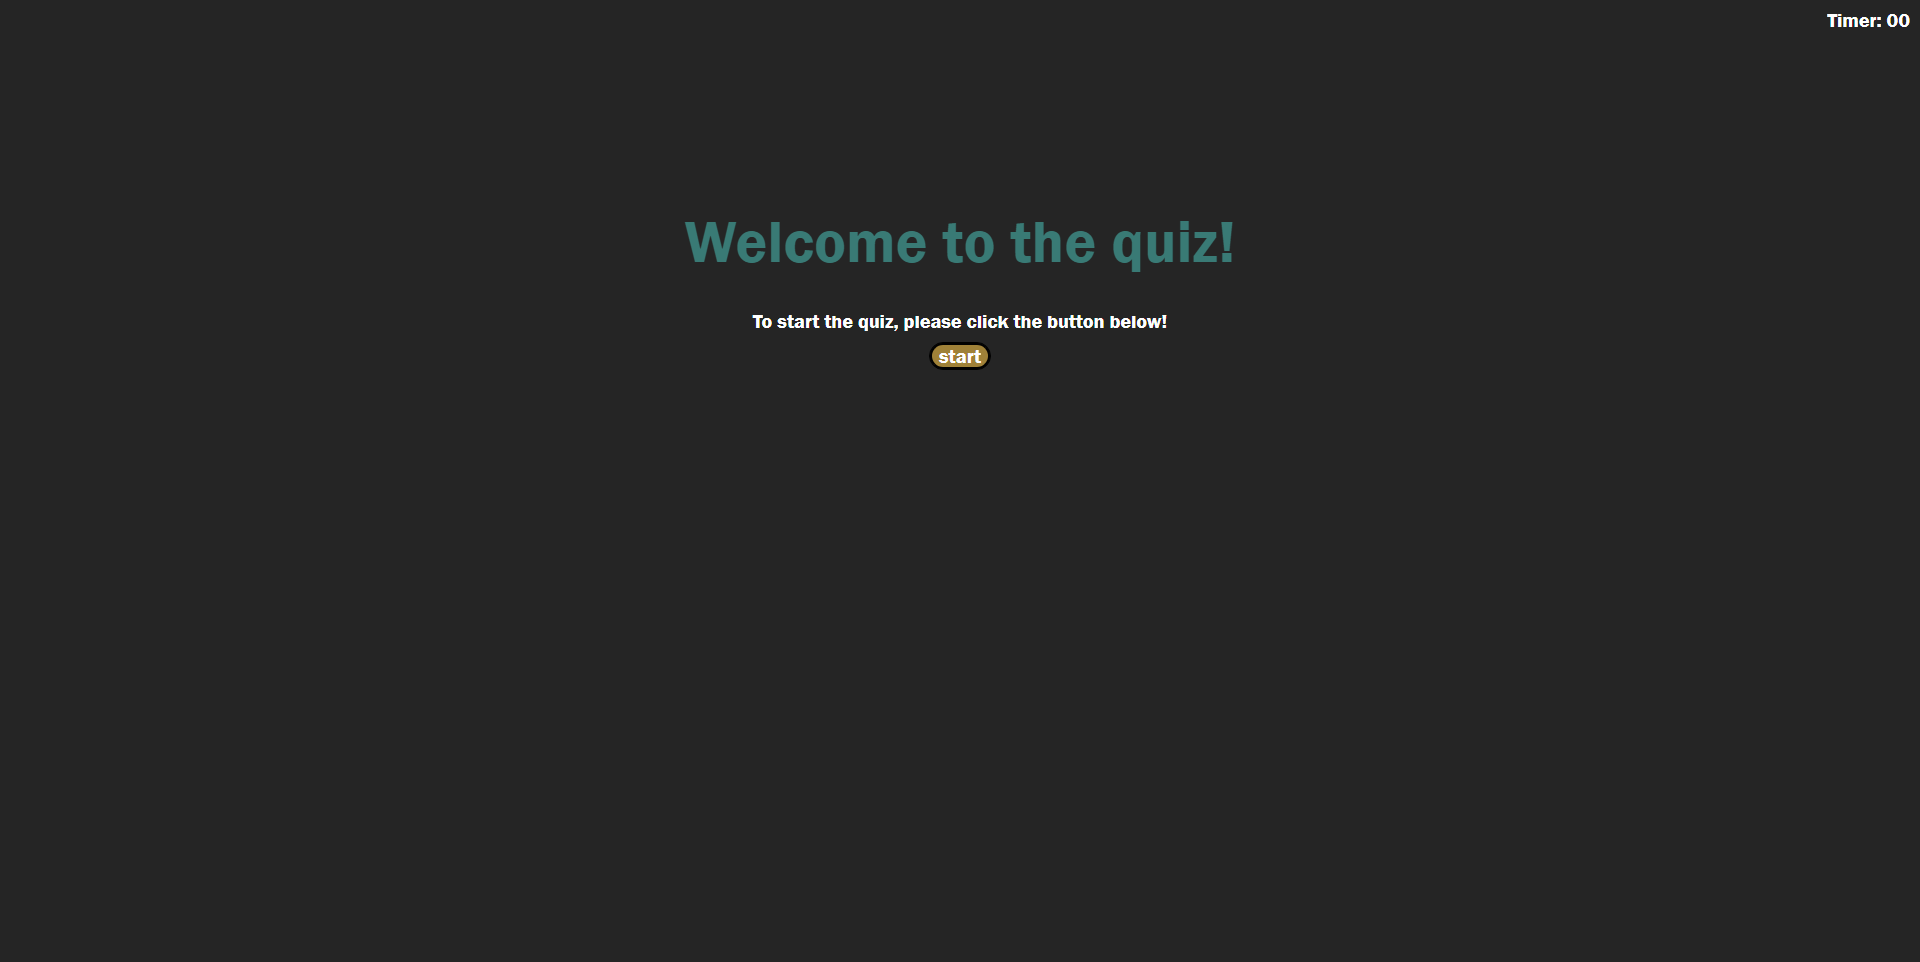 Timer: 00
Welcome to the quiz!
To start the quiz, please click the button below!
start